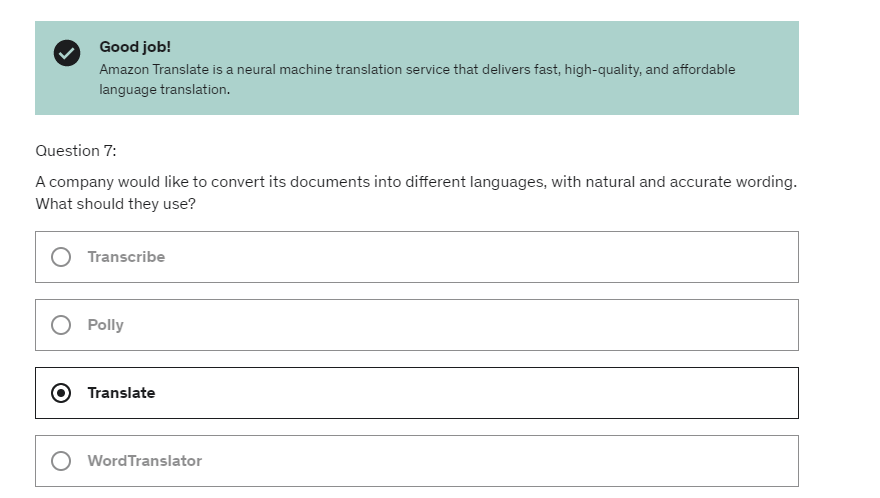 Good job!
Amazon Translate is a neural machine translation service that delivers fast, high-quality, and affordable
language translation.
Question 7:
A company would like to convert its documents into different languages, with natural and accurate wording.
What should they use?
Transcribe
Polly
Translate
WordTranslator